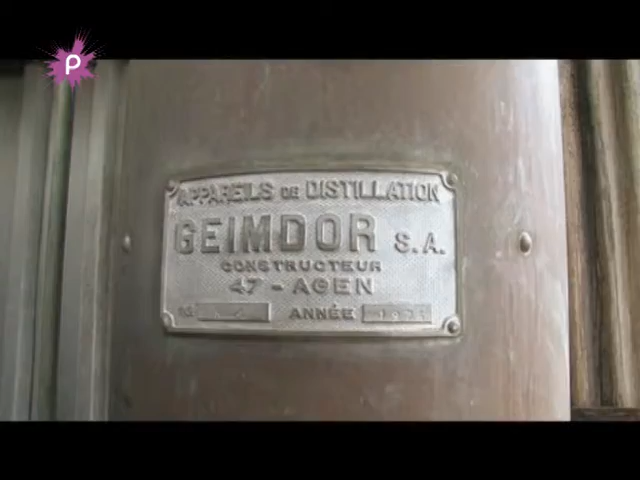 P
APPAREILS DE DISTILLATION
GEIMDOR S.A.
CONSTRUCTEUR
47 - AGEN
ANNÉE